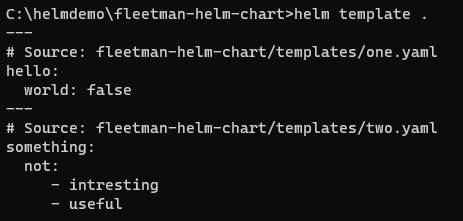 C:\helmdemo\fleetman-helm-chart>helm template .
---
# Source: fleetman-helm-chart/templates/one.yaml
hello:
  world: false
---
# Source: fleetman-helm-chart/templates/two.yaml
something:
  not:
     - intresting
     - useful